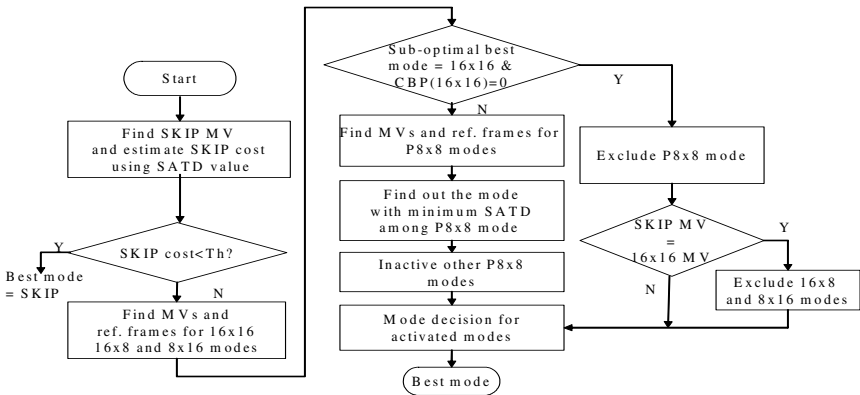 Start
Find SKIP MV
and estimate SKIP cost
using SATD value
SKIP cost<Th?
Y
Best mode
= SKIP
N
Find MVs and
ref. frames for 16x16
16x8 and 8x16 modes
Sub-optimal best
mode = 16x16 &
CBP(16x16)=0
Y
N
Find MVs and ref. frames for
P8x8 modes
Find out the mode
with minimum SATD
among P8x8 mode
Inactive other P8x8
modes
Mode decision for
activated modes
Best mode
Exclude P8x8 mode
SKIP MV
=
16x16 MV
Y
N
Exclude 16x8
and 8x16 modes